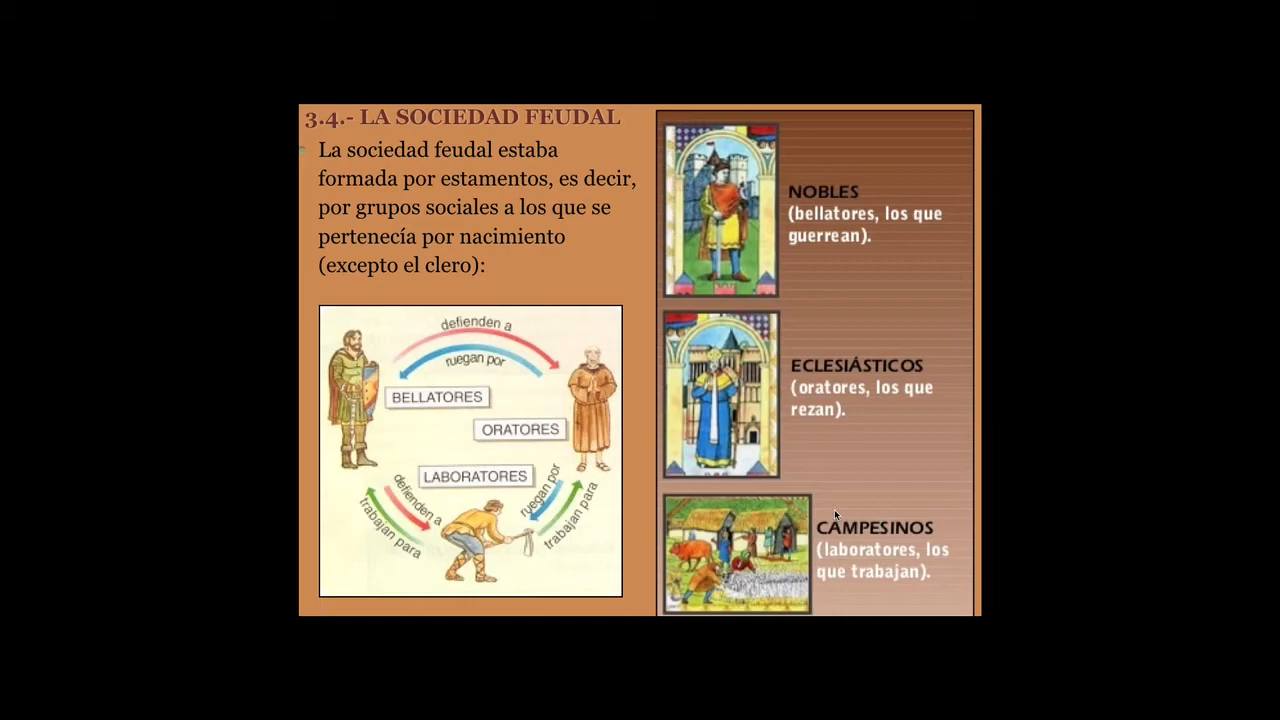 3.4.- LA SOCIEDAD FEUDAL
La sociedad feudal estaba
formada por estamentos, es decir,
por grupos sociales a los que se
pertenecía por nacimiento
(excepto el clero):
defienden a
ruegan por
BELLATORES
ORATORES
LABORATORES
defienden a
trabajan para
ruegan por
trabajan para
NOBLES
(bellatores, los que
guerrean).
ECLESIÁSTICOS
(oratores, los que
rezan).
CAMPESINOS
(laboratores, los
que trabajan).